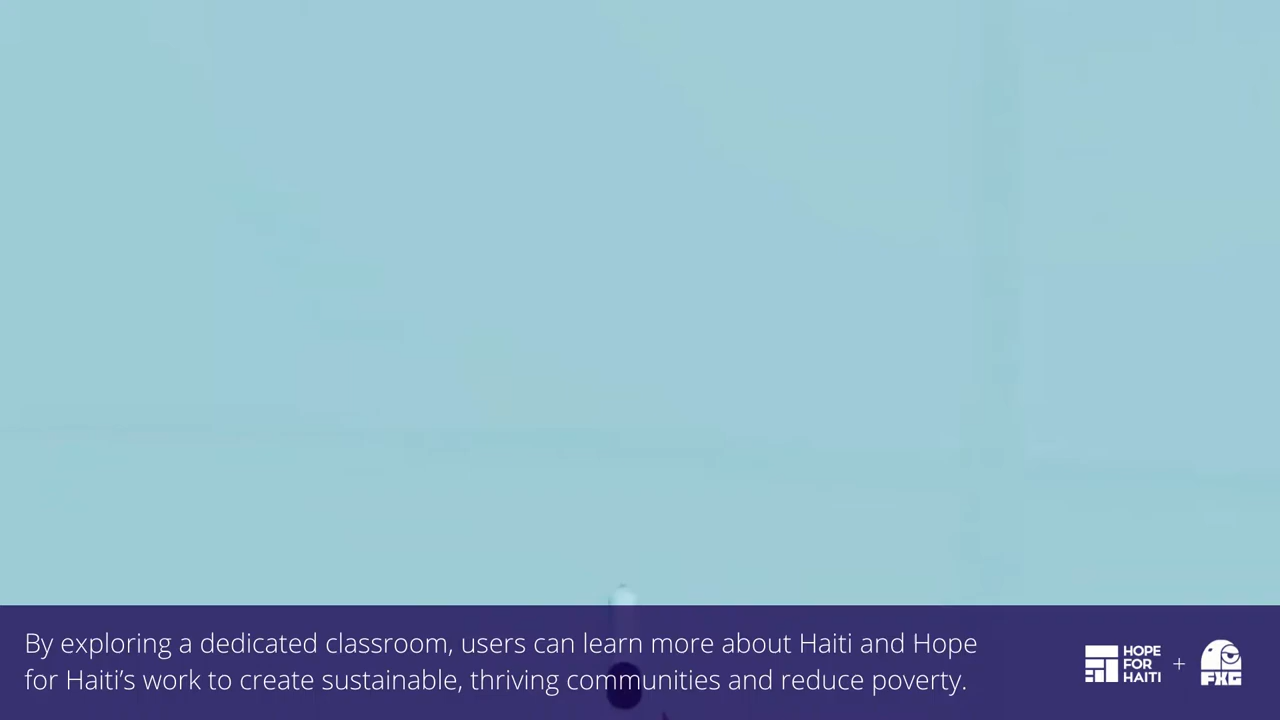 By exploring a dedicated classroom, users can learn more about Haiti and Hope
for Haiti’s work to create sustainable, thriving communities and reduce poverty.
HOPE
FOR
HAITI
+
FXG